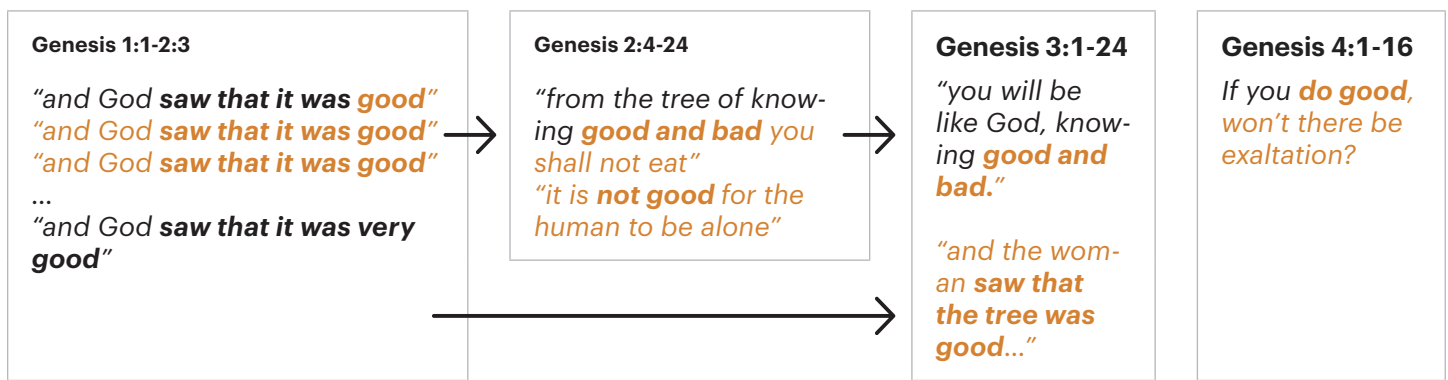 Genesis 1:1-2:3
“and God saw that it was good”
“and God saw that it was good”
“and God saw that it was good”
...
“and God saw that it was very
good”
Genesis 2:4-24
“from the tree of know-
ing good and bad you
shall not eat”
“it is not good for the
human to be alone”
Genesis 3:1-24
“you will be
like God, know-
ing good and
bad.”
“and the wom-
an saw that
the tree was
good...”
Genesis 4:1-16
If you do good,
won’t there be
exaltation?